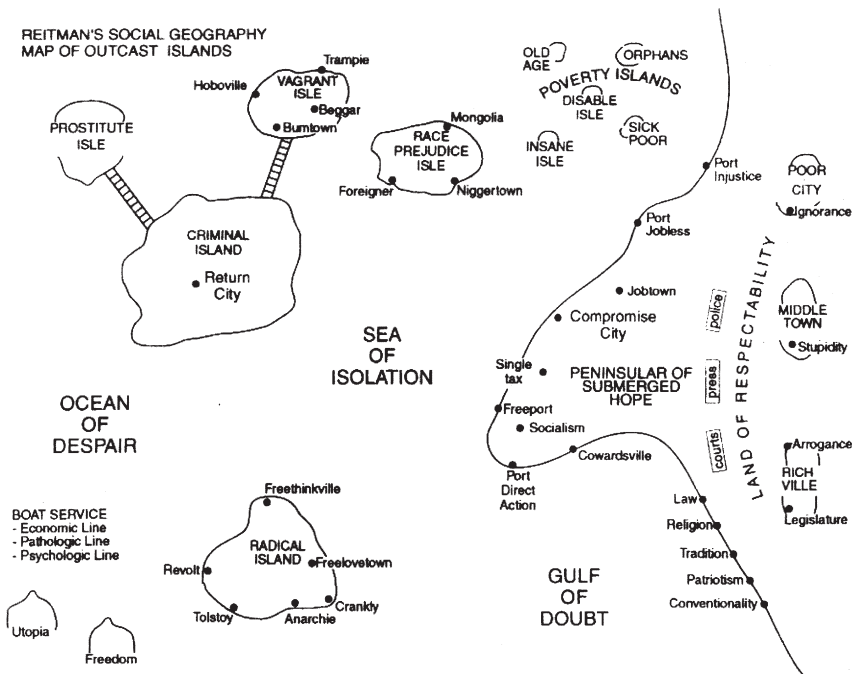 REITMAN'S SOCIAL GEOGRAPHY
MAP OF OUTCAST ISLANDS
Trampie
Hoboville
VAGRANT
ISLE
Beggar
Bumtown
PROSTITUTE
ISLE
CRIMINAL
ISLAND
Return
City
Mongolia
RACE
PREJUDICE
ISLE
Foreigner
Niggertown
OLD
AGE
ORPHANS
POVERTY ISLANDS
DISABLE
ISLE
SICK
POOR
INSANE
ISLE
Port
Injustice
POOR
CITY
Ignorance
Port
Jobless
Jobtown
Compromise
City
police
MIDDLE
TOWN
Stupidity
SEA
OF
ISOLATION
Single
tax
PENINSULAR OF
SUBMERGED
HOPE
press
LAND OF RESPECTABILITY
Freeport
Socialism
Cowardsville
courts
Port
Direct
Action
Arrogance
RICH
VILLE
Legislature
OCEAN
OF
DESPAIR
Law
Religion
Tradition
Patriotism
Conventionality
BOAT SERVICE
- Economic Line
- Pathologic Line
- Psychologic Line
Freethinkville
RADICAL
ISLAND
Freelovetown
Revolt
Tolstoy
Anarchie
Crankly
GULF
OF
DOUBT
Utopia
Freedom